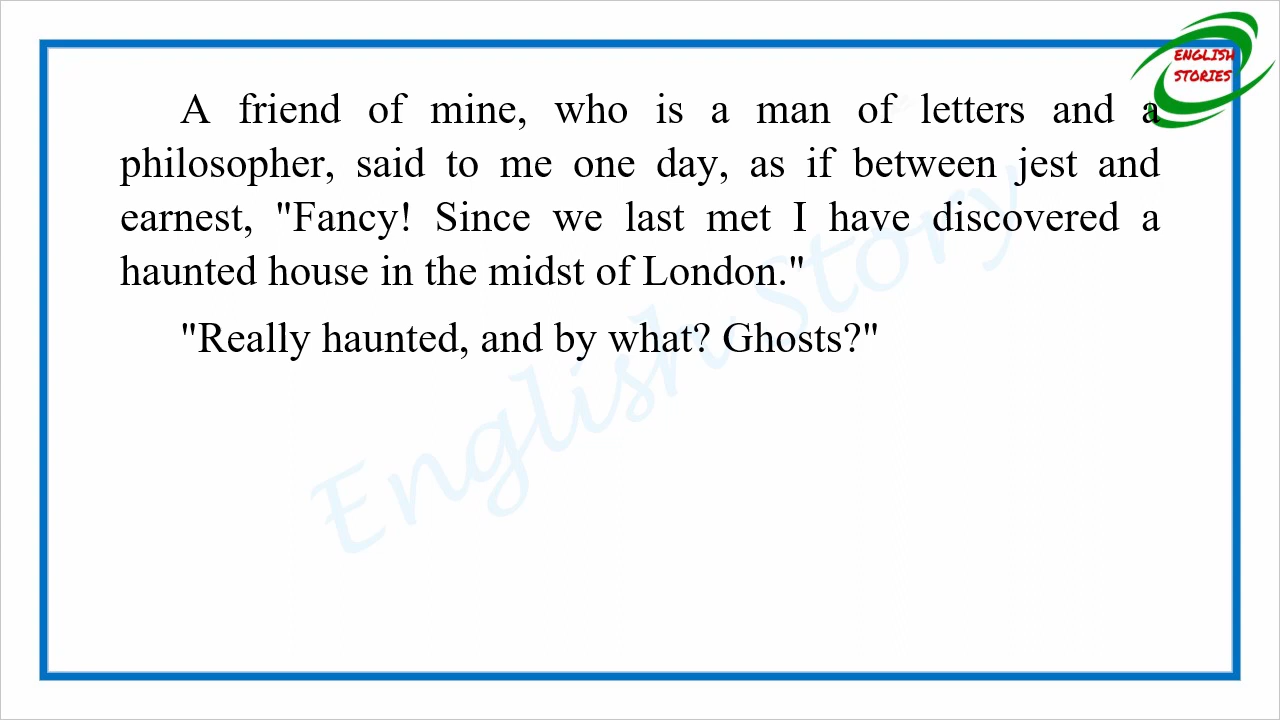 ENGLISH
STORIES
A friend of mine, who is a man of letters and a
philosopher, said to me one day, as if between jest and
earnest, "Fancy! Since we last met I have discovered a
haunted house in the midst of London."
"Really haunted, and by what? Ghosts?"
English Story